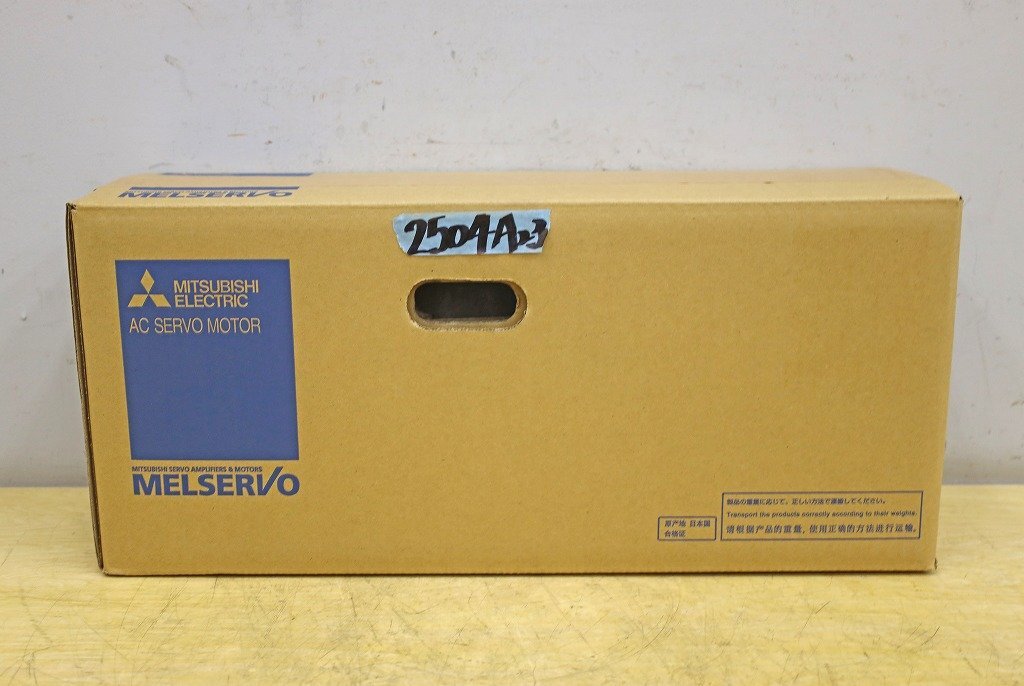 MELSERVO
2504A23
MITSUBISHI
ELECTRIC
AC SERVO MOTOR
MITSUBISHI SERVO AMPLIFIERS & MOTORS
MELSERVO
原产地 日本国
合格证
製品の重量に応じて、正しい方法で運搬してください。
Transport the products correctly according to their weights.
请根据产品的重量，使用正确的方法进行运输。